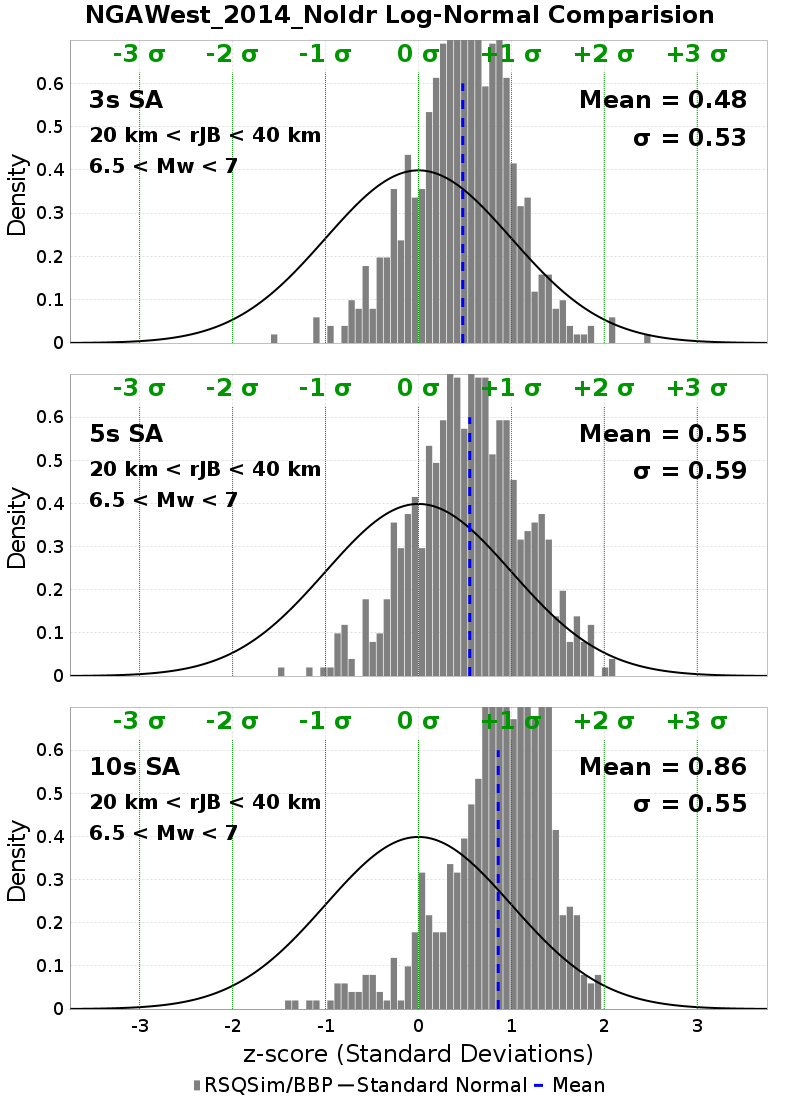 NGAWest_2014_NoIdr Log-Normal Comparision
-3 σ -2 σ -1 σ 0 σ +1 σ +2 σ +3 σ
3s SA
20 km < rJB < 40 km
6.5 < Mw < 7
Mean = 0.48
σ = 0.53
Density
0.6
0.5
0.4
0.3
0.2
0.1
0
-3 σ -2 σ -1 σ 0 σ +1 σ +2 σ +3 σ
5s SA
20 km < rJB < 40 km
6.5 < Mw < 7
Mean = 0.55
σ = 0.59
Density
0.6
0.5
0.4
0.3
0.2
0.1
0
-3 σ -2 σ -1 σ 0 σ +1 σ +2 σ +3 σ
10s SA
20 km < rJB < 40 km
6.5 < Mw < 7
Mean = 0.86
σ = 0.55
Density
0.6
0.5
0.4
0.3
0.2
0.1
0
-3 -2 -1 0 1 2 3
z-score (Standard Deviations)
RSQSim/BBP Standard Normal Mean